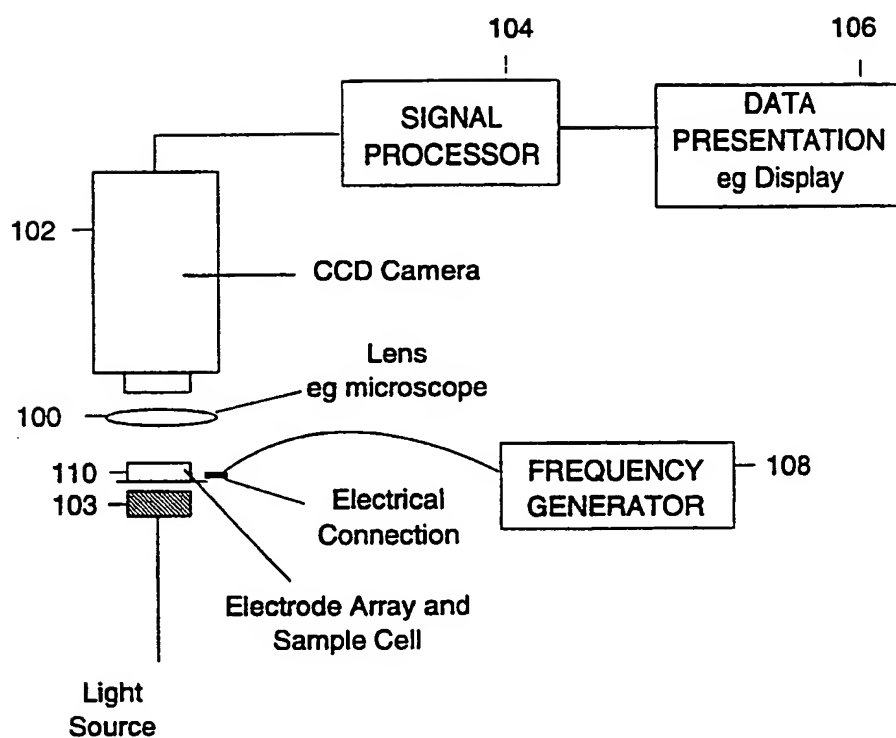 104
106
SIGNAL
PROCESSOR
DATA
PRESENTATION
eg Display
102
CCD Camera
Lens
eg microscope
100
110
103
FREQUENCY
GENERATOR
108
Electrical
Connection
Electrode Array and
Sample Cell
Light
Source